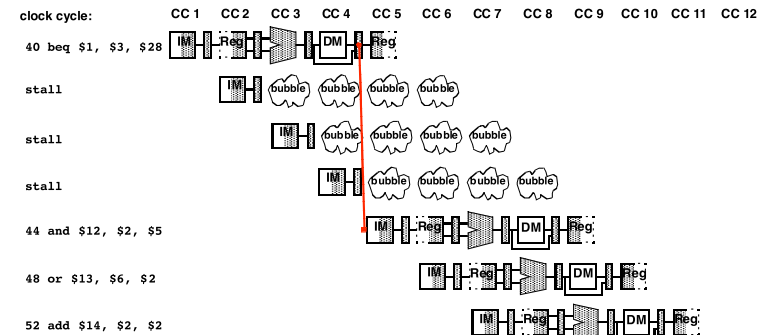 clock cycle: CC 1 CC 2 CC 3 CC 4 CC 5 CC 6 CC 7 CC 8 CC 9 CC 10 CC 11 CC 12
40 beq $1, $3, $28 IM Reg DM Reg
stall IM bubble bubble bubble bubble
stall IM bubble bubble bubble bubble
stall IM bubble bubble bubble bubble
44 and $12, $2, $5 IM Reg DM Reg
48 or $13, $6, $2 IM Reg DM Reg
52 add $14, $2, $2 IM Reg DM Reg